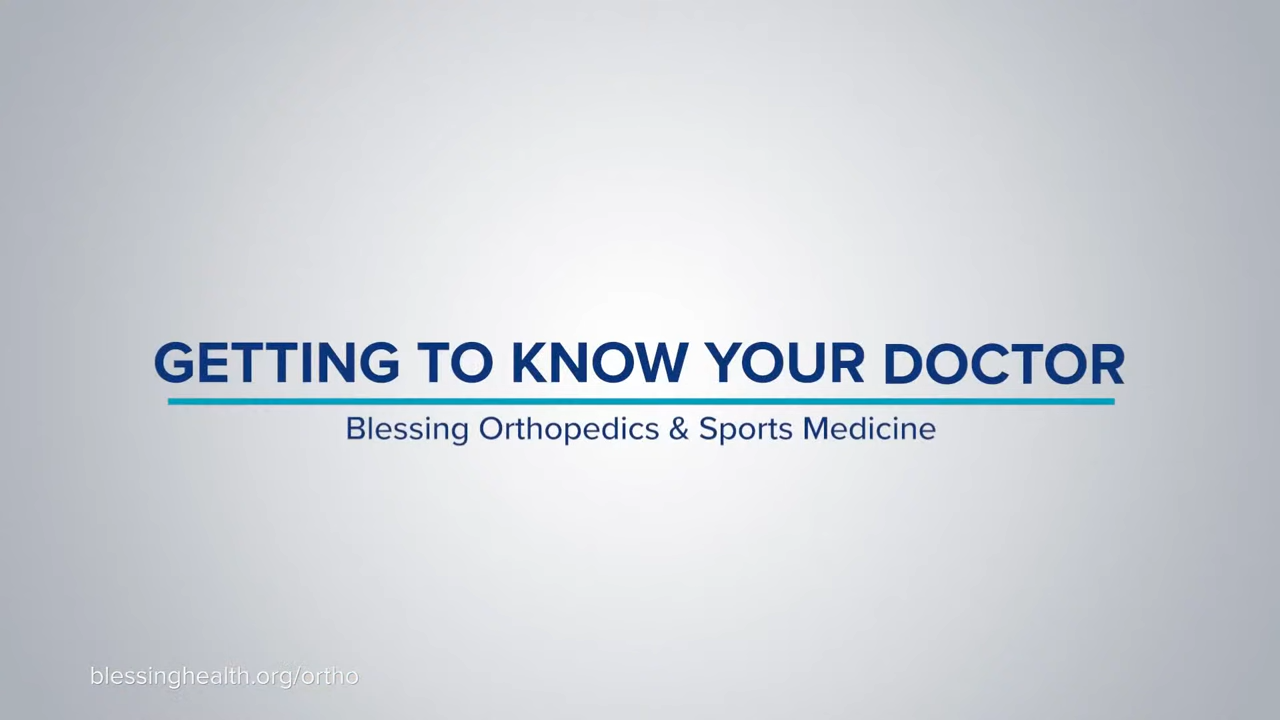 GETTING TO KNOW YOUR DOCTOR
Blessing Orthopedics & Sports Medicine
blessinghealth.org/ortho